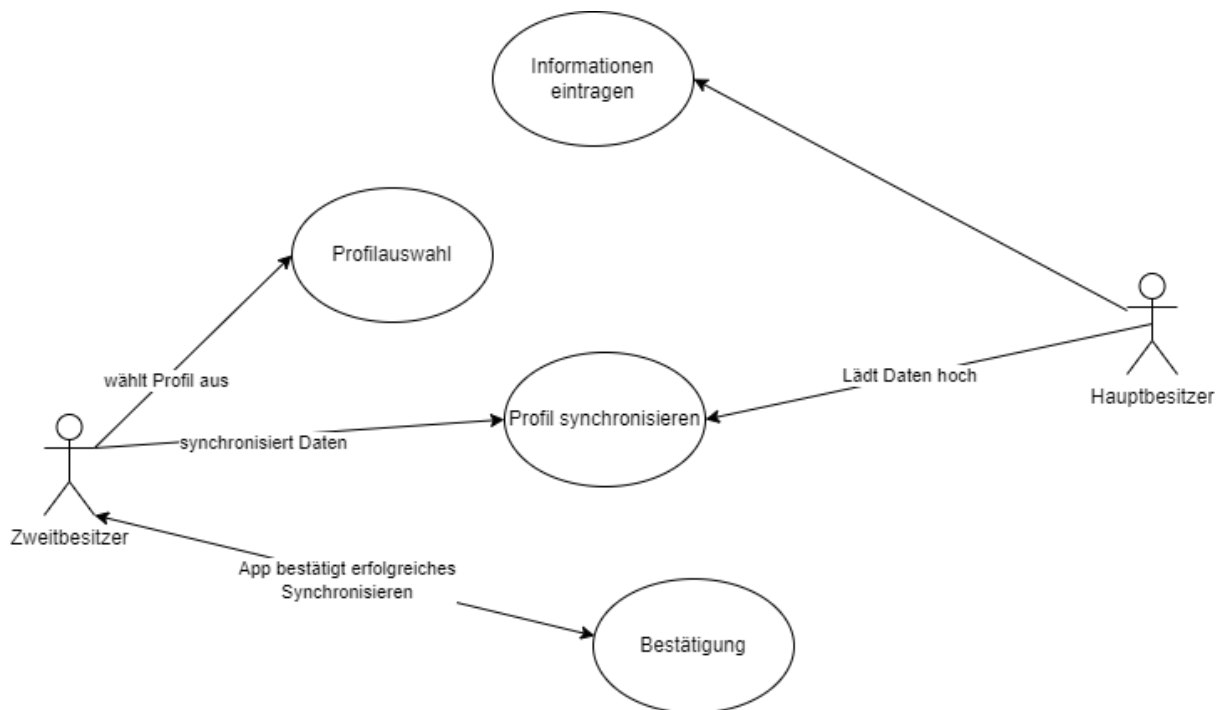 Informationen
eintragen
Profilauswahl
wählt Profil aus
Lädt Daten hoch
Hauptbesitzer
Profil synchronisieren
synchronisiert Daten
Zweitbesitzer
App bestätigt erfolgreiches
Synchronisieren
Bestätigung